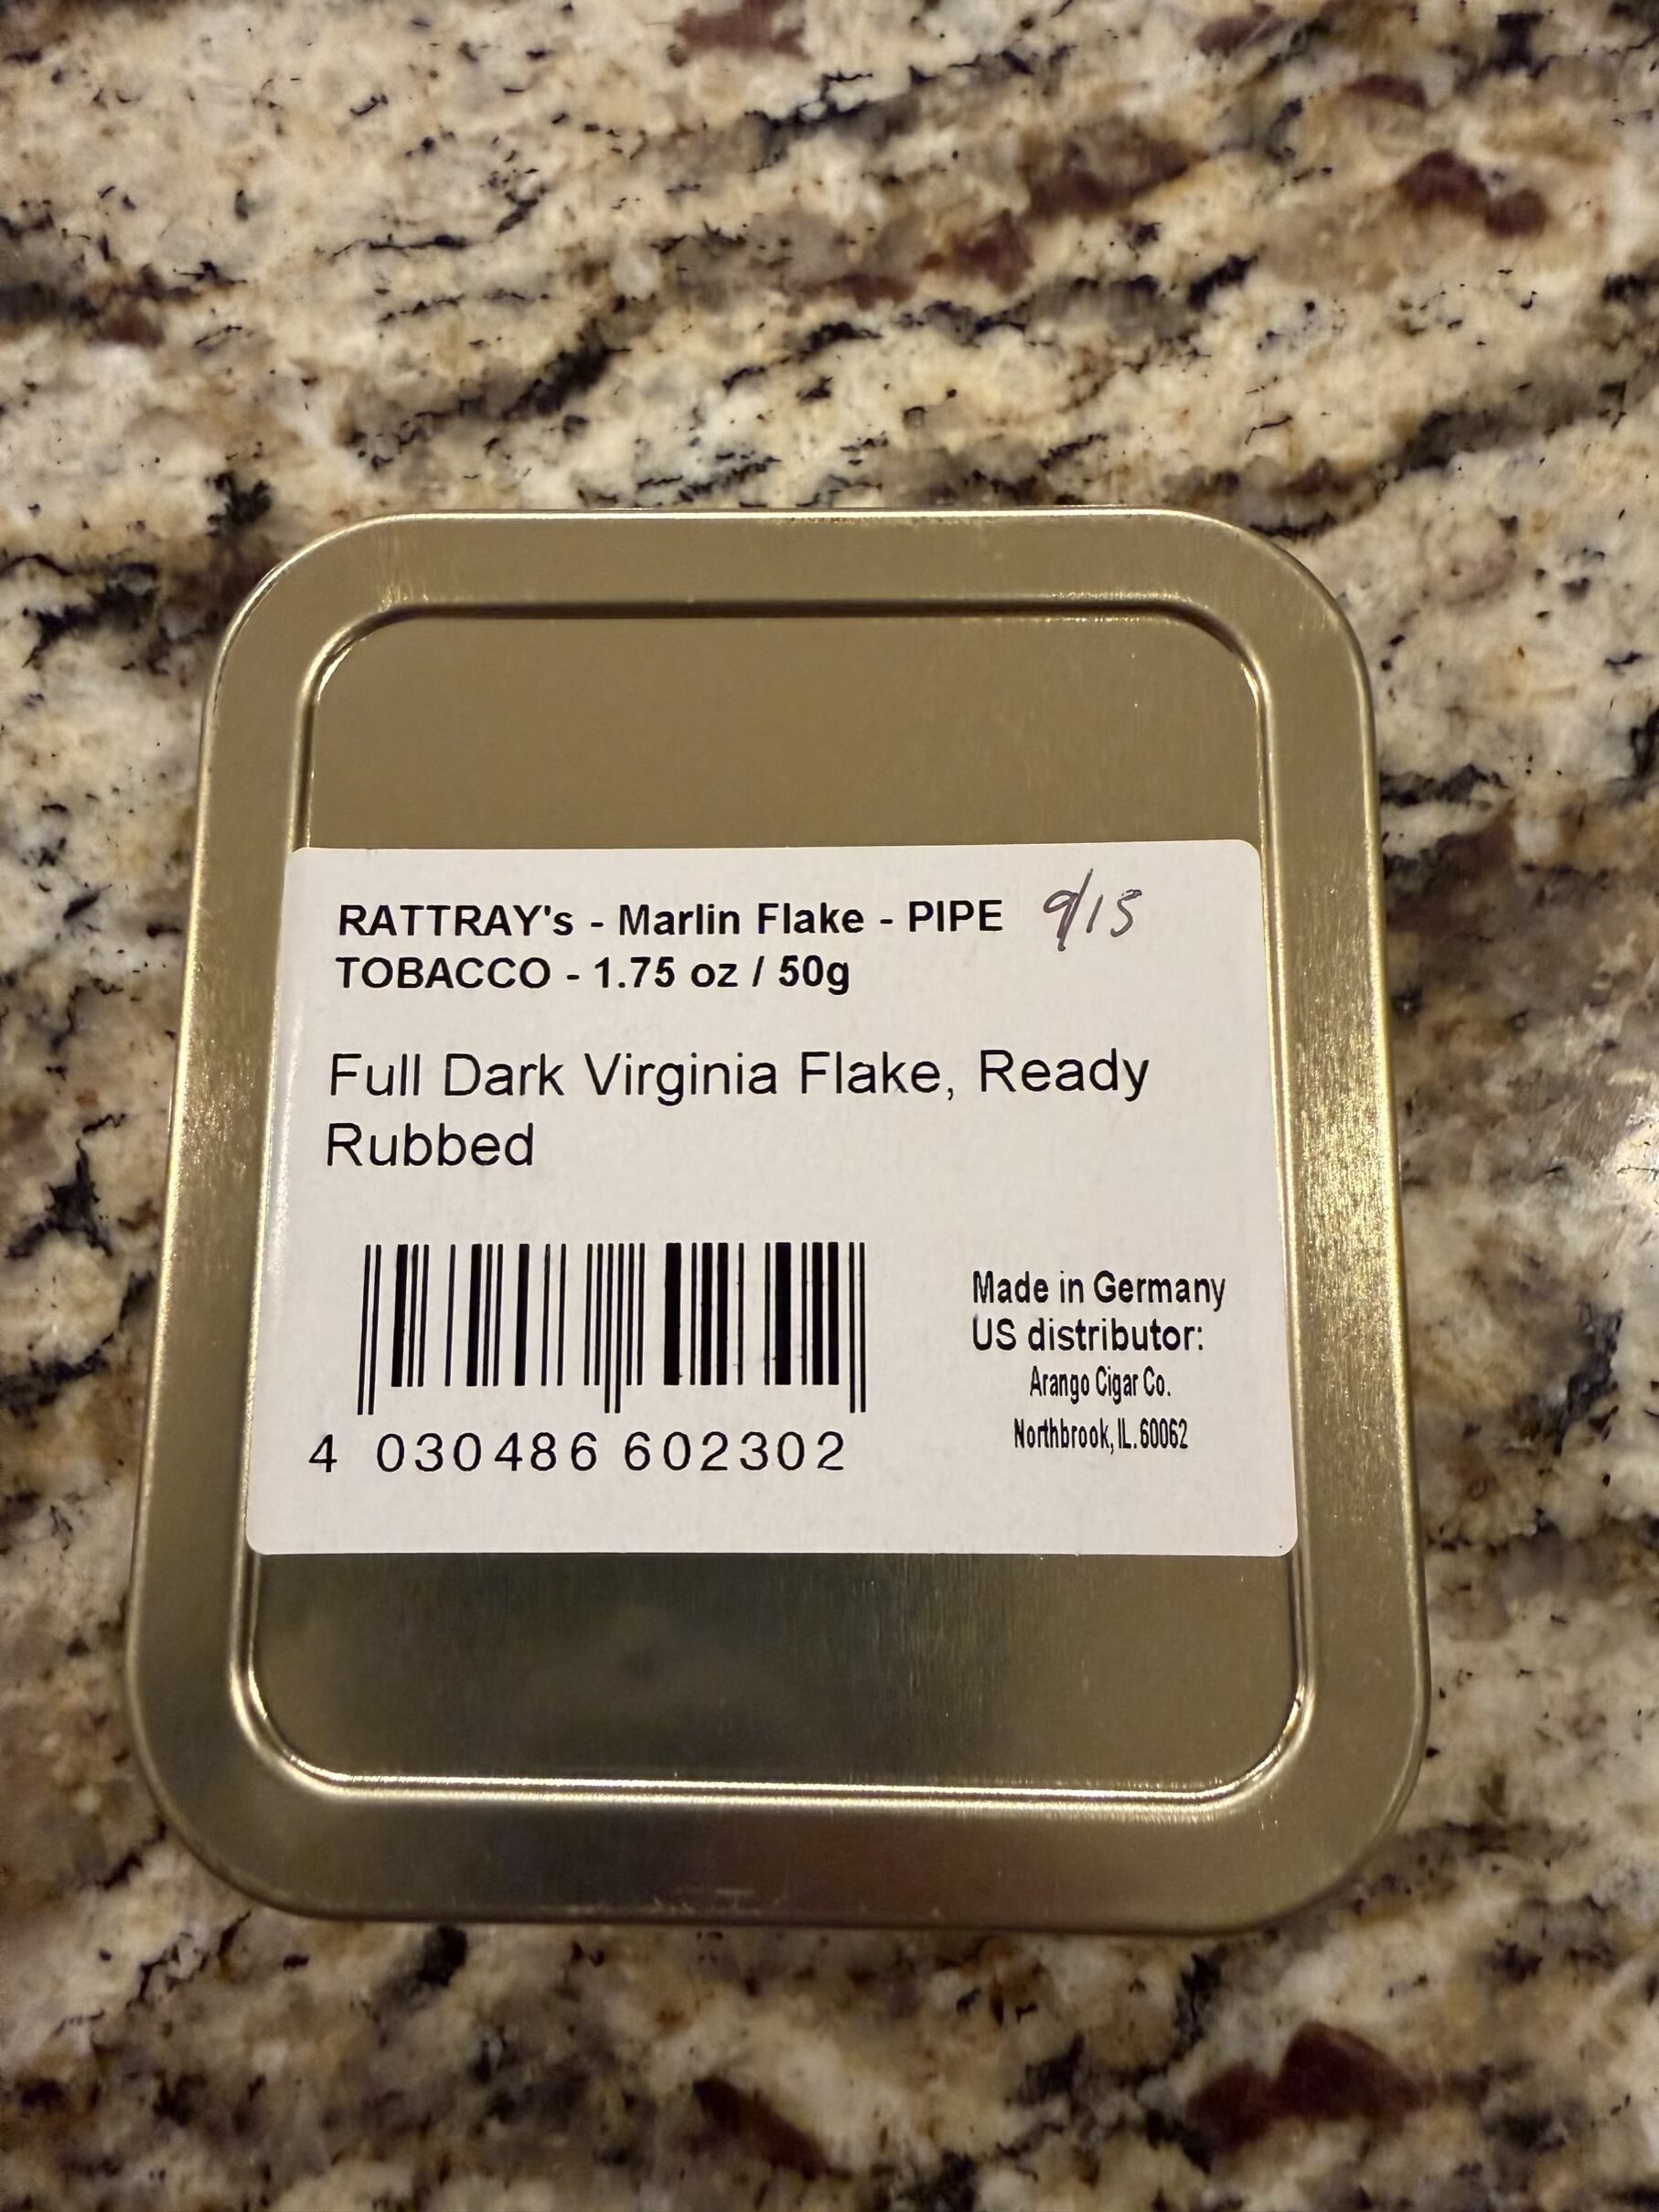 RATTRAY's - Marlin Flake - PIPE 9/15
TOBACCO - 1.75 oz / 50g
Full Dark Virginia Flake, Ready
Rubbed
4 030486 602302
Made in Germany
US distributor:
Arango Cigar Co.
Northbrook, IL. 60062